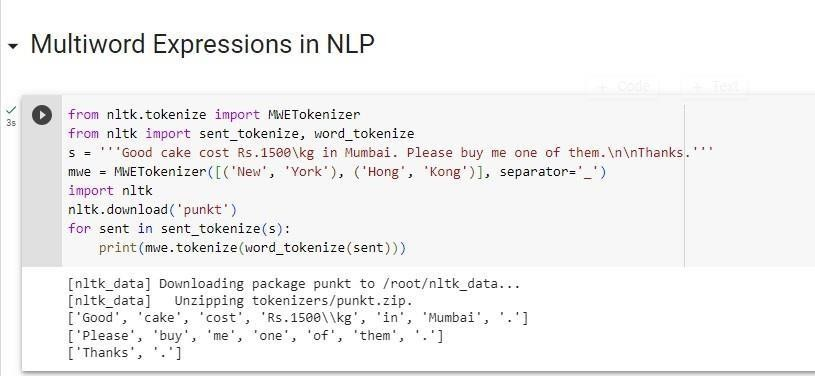 Multiword Expressions in NLP
+ Code + Text
3s
from nltk.tokenize import MWETokenizer
from nltk import sent_tokenize, word_tokenize
s = '''Good cake cost Rs.1500\kg in Mumbai. Please buy me one of them.\n\nThanks.'''
mwe = MWETokenizer([('New', 'York'), ('Hong', 'Kong')], separator='_')
import nltk
nltk.download('punkt')
for sent in sent_tokenize(s):
    print(mwe.tokenize(word_tokenize(sent)))
[nltk_data] Downloading package punkt to /root/nltk_data...
[nltk_data]   Unzipping tokenizers/punkt.zip.
['Good', 'cake', 'cost', 'Rs.1500\\kg', 'in', 'Mumbai', '.']
['Please', 'buy', 'me', 'one', 'of', 'them', '.']
['Thanks', '.']